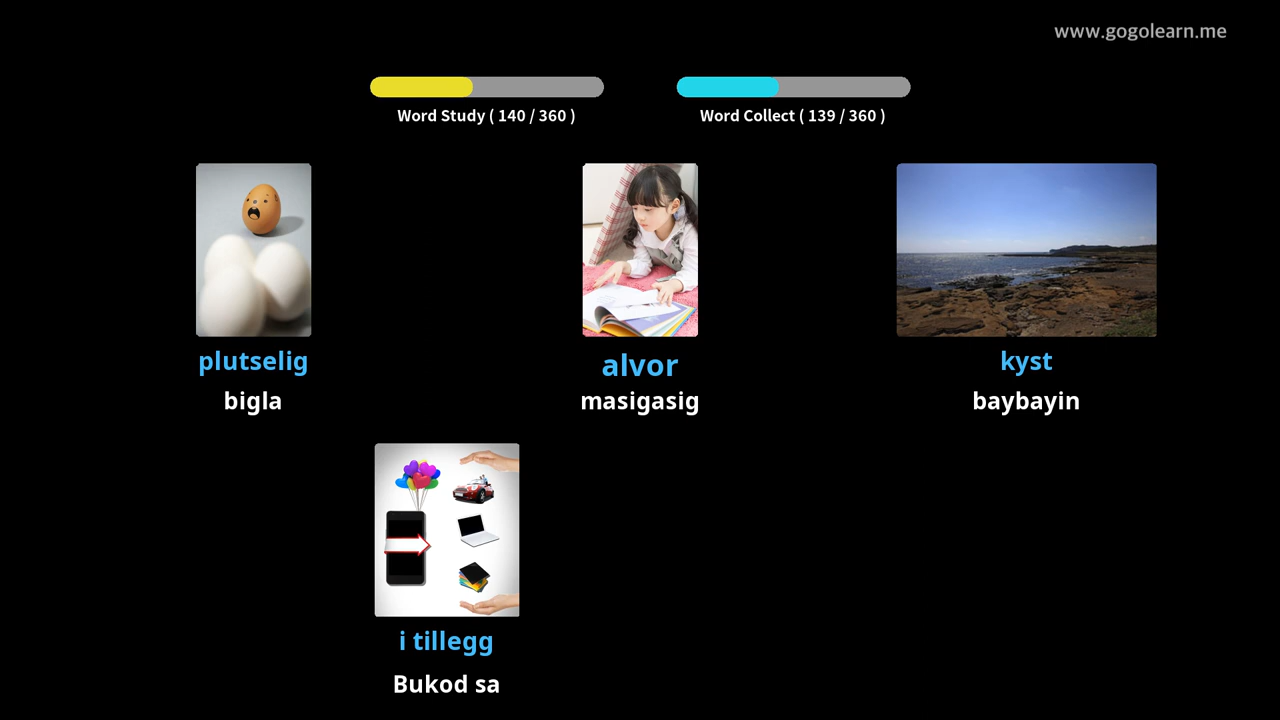 www.gogolearn.me
Word Study ( 140 / 360 )
Word Collect ( 139 / 360 )
plutselig
bigla
alvor
masigasig
kyst
baybayin
i tillegg
Bukod sa